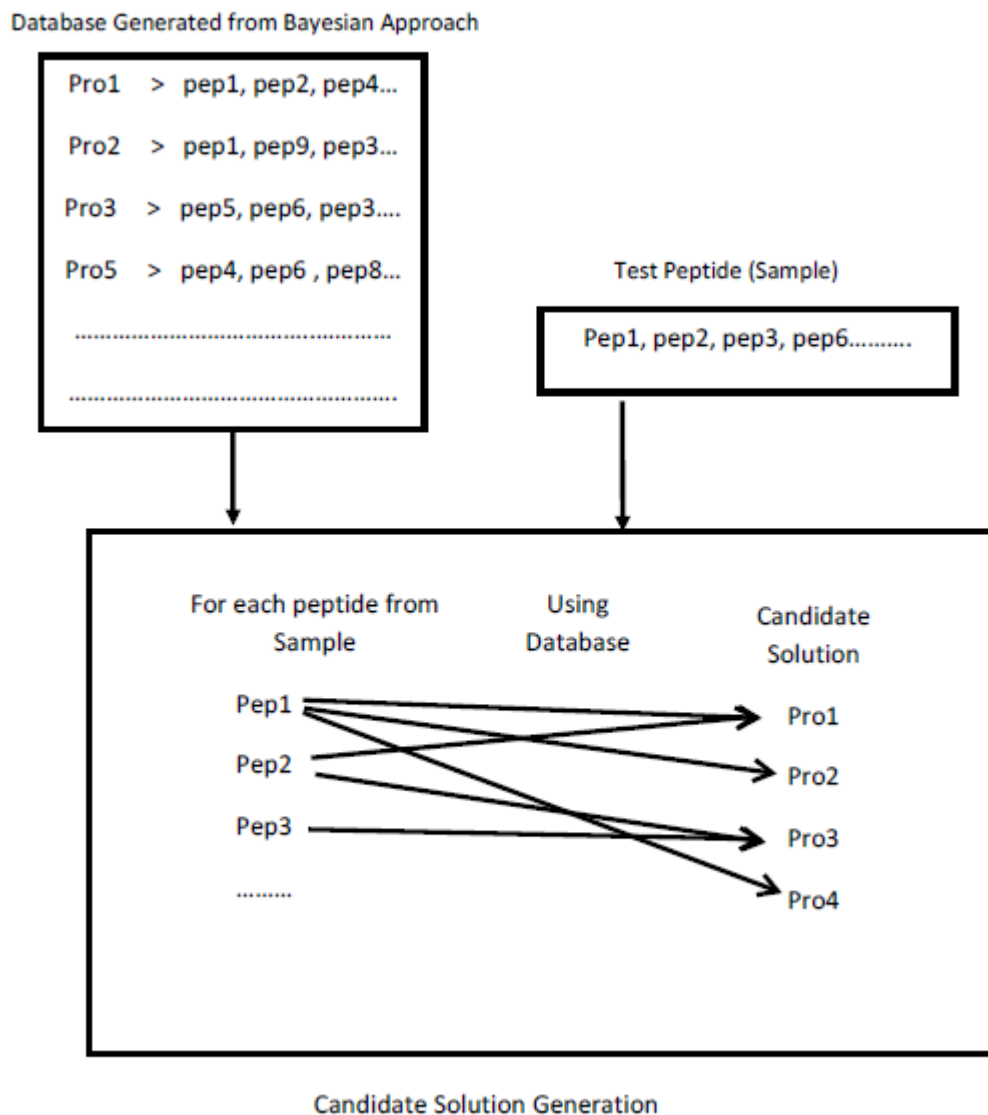 Database Generated from Bayesian Approach
Pro1 > pep1, pep2, pep4...
Pro2 > pep1, pep9, pep3...
Pro3 > pep5, pep6, pep3....
Pro5 > pep4, pep6 , pep8...
......................................................
......................................................
Test Peptide (Sample)
Pep1, pep2, pep3, pep6..........
For each peptide from
Sample
Using
Database
Candidate
Solution
Pep1
Pep2
Pep3
.........
Pro1
Pro2
Pro3
Pro4
Candidate Solution Generation